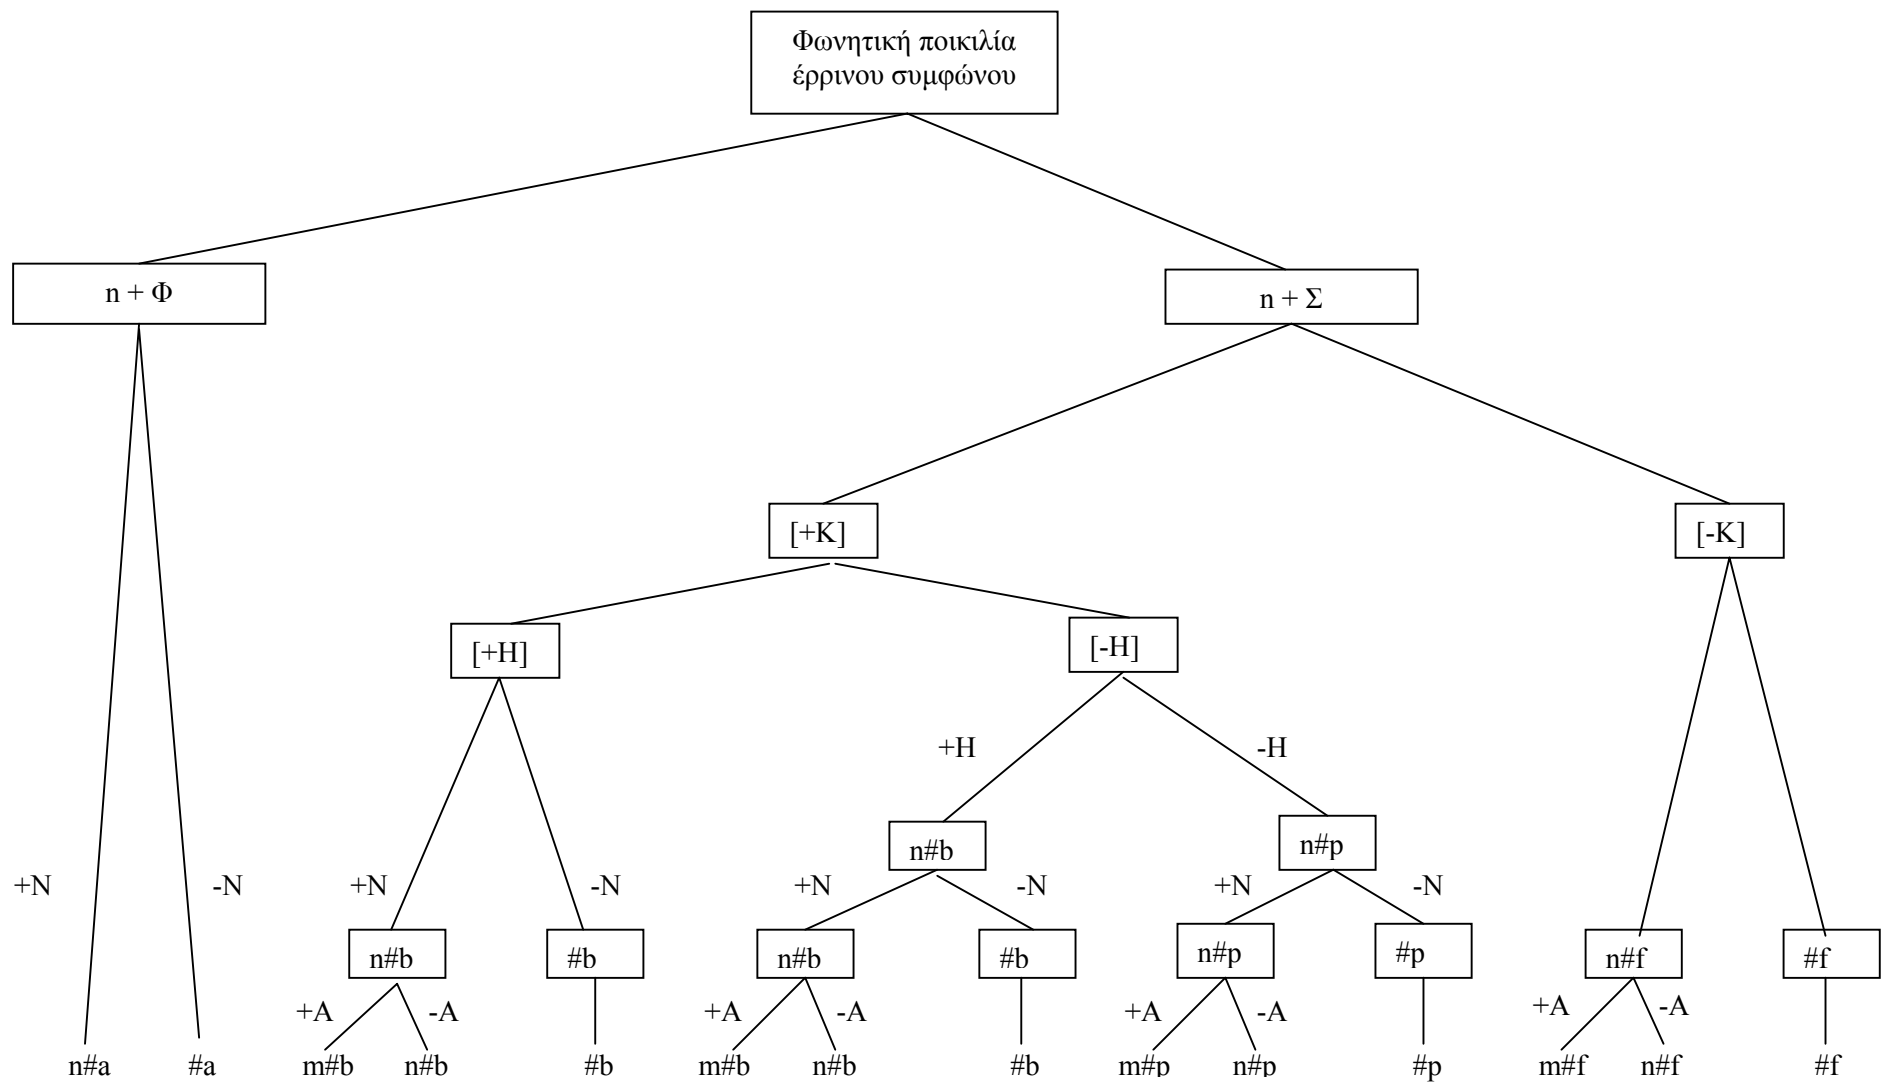 Φωνητική ποικιλία
έρρινου συμφώνου
n + Φ
n + Σ
[+Κ]
[-Κ]
[+Η]
[-Η]
+Η
-Η
n#b
n#p
+Ν
-Ν
+Ν
-Ν
+Ν
-Ν
+Ν
-Ν
n#b
#b
n#b
#b
n#p
#p
n#f
#f
+Α
-Α
+Α
-Α
+Α
-Α
+Α
-Α
n#a
#a
m#b
n#b
#b
m#b
n#b
#b
m#p
n#p
#p
m#f
n#f
#f